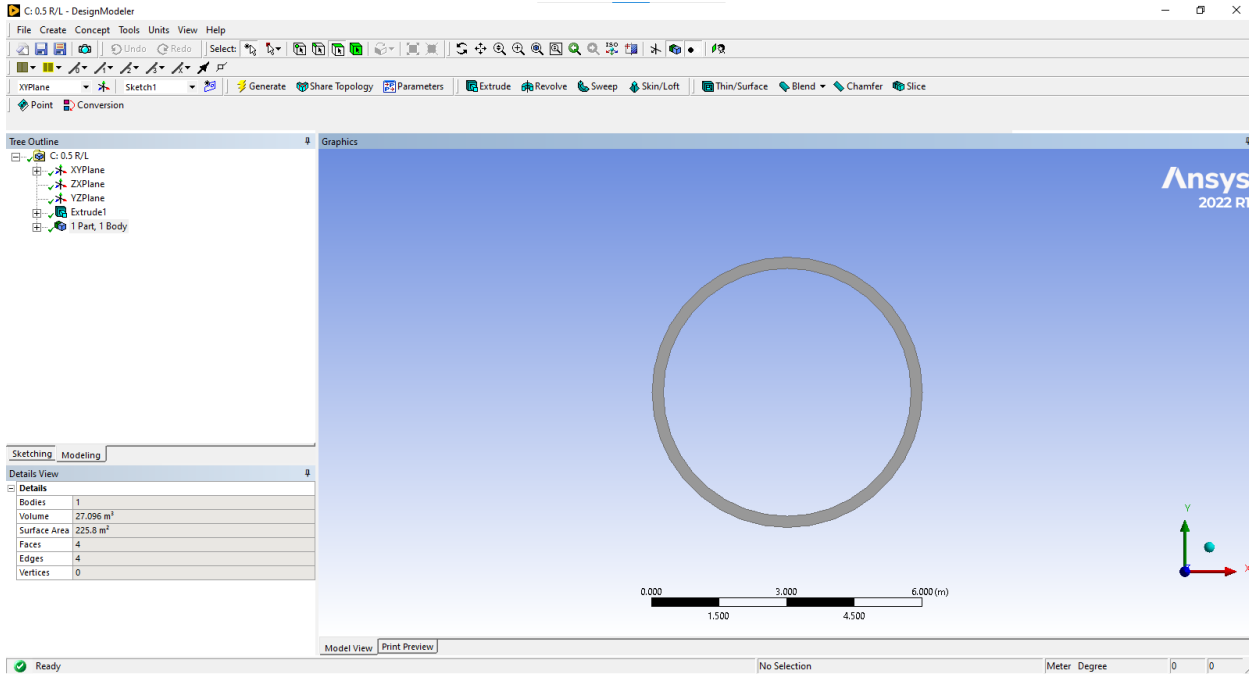 C: 0.5 R/L - DesignModeler
File Create Concept Tools Units View Help
Undo Redo Select:
ISO
XYPlane Sketch1 Generate Share Topology Parameters Extrude Revolve Sweep Skin/Loft Thin/Surface Blend Chamfer Slice
Point Conversion
Tree Outline
C: 0.5 R/L
XYPlane
ZXPlane
YZPlane
Extrude1
1 Part, 1 Body
Sketching Modeling
Details View
Details
Bodies 1
Volume 27.096 m³
Surface Area 225.8 m²
Faces 4
Edges 4
Vertices 0
Graphics
Ansys
2022 R1
Y
X
0.000 3.000 6.000 (m)
1.500 4.500
Model View Print Preview
Ready No Selection Meter Degree 0 0